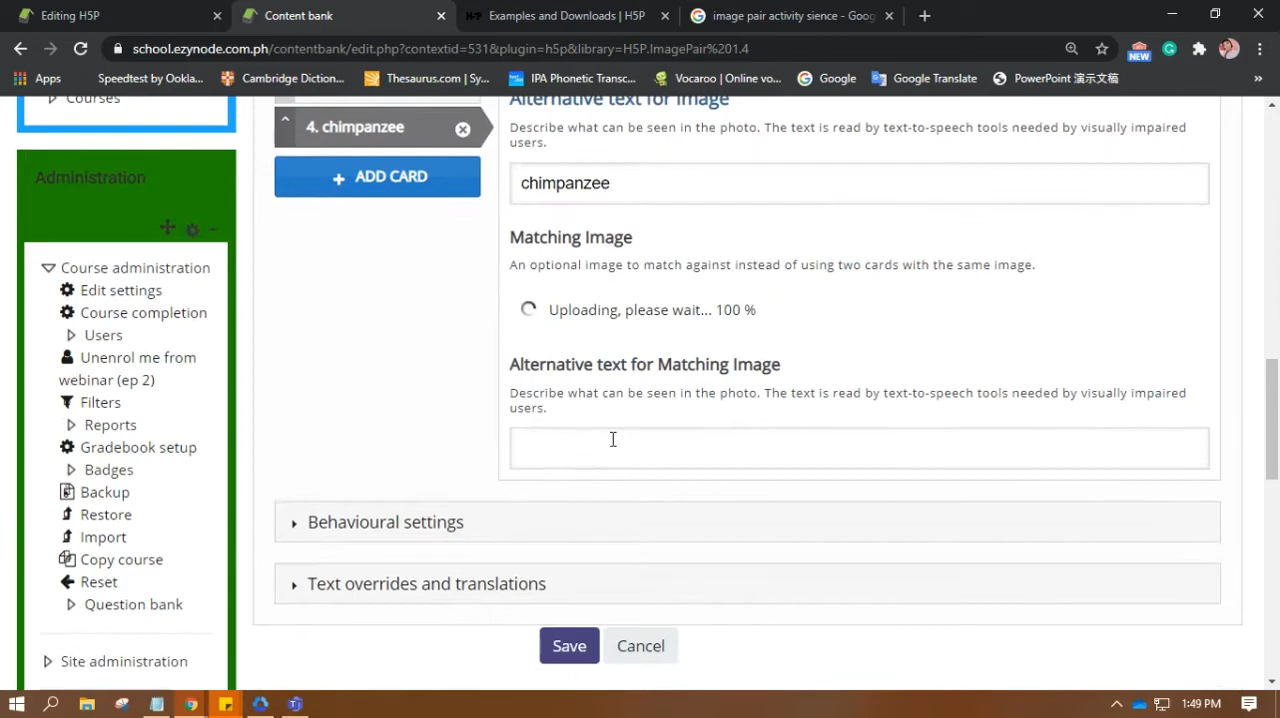 Editing H5P
Content bank
Examples and Downloads | H5P
image pair activity sience - Goog
school.ezynode.com.ph/contentbank/edit.php?contextid=531&plugin=h5p&library=H5P.ImagePair%201.4
NEW
Apps
Speedtest by Ookla...
Cambridge Diction...
Thesaurus.com | Sy...
IPA Phonetic Transc...
Vocaroo | Online vo...
Google
Google Translate
PowerPoint 演示文稿
»
Courses
Administration
Course administration
Edit settings
Course completion
Users
Unenrol me from
webinar (ep 2)
Filters
Reports
Gradebook setup
Badges
Backup
Restore
Import
Copy course
Reset
Question bank
Site administration
4. chimpanzee
+ ADD CARD
Alternative text for Image
Describe what can be seen in the photo. The text is read by text-to-speech tools needed by visually impaired
users.
chimpanzee
Matching Image
An optional image to match against instead of using two cards with the same image.
Uploading, please wait... 100 %
Alternative text for Matching Image
Describe what can be seen in the photo. The text is read by text-to-speech tools needed by visually impaired
users.
Behavioural settings
Text overrides and translations
Save
Cancel
1:49 PM